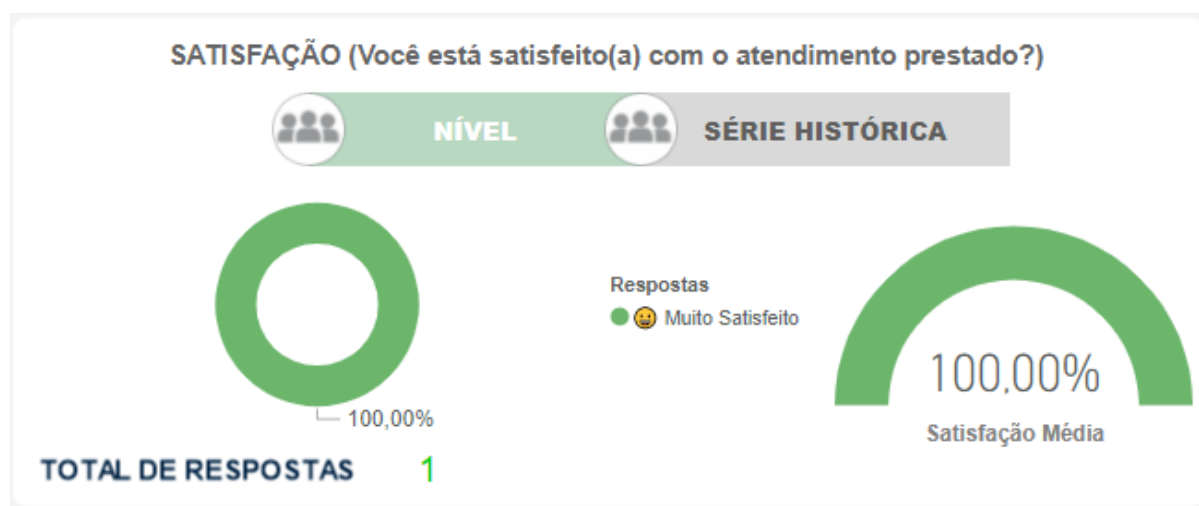 SATISFAÇÃO (Você está satisfeito(a) com o atendimento prestado?)
NÍVEL
SÉRIE HISTÓRICA
Respostas
Muito Satisfeito
100,00%
100,00%
Satisfação Média
TOTAL DE RESPOSTAS 1